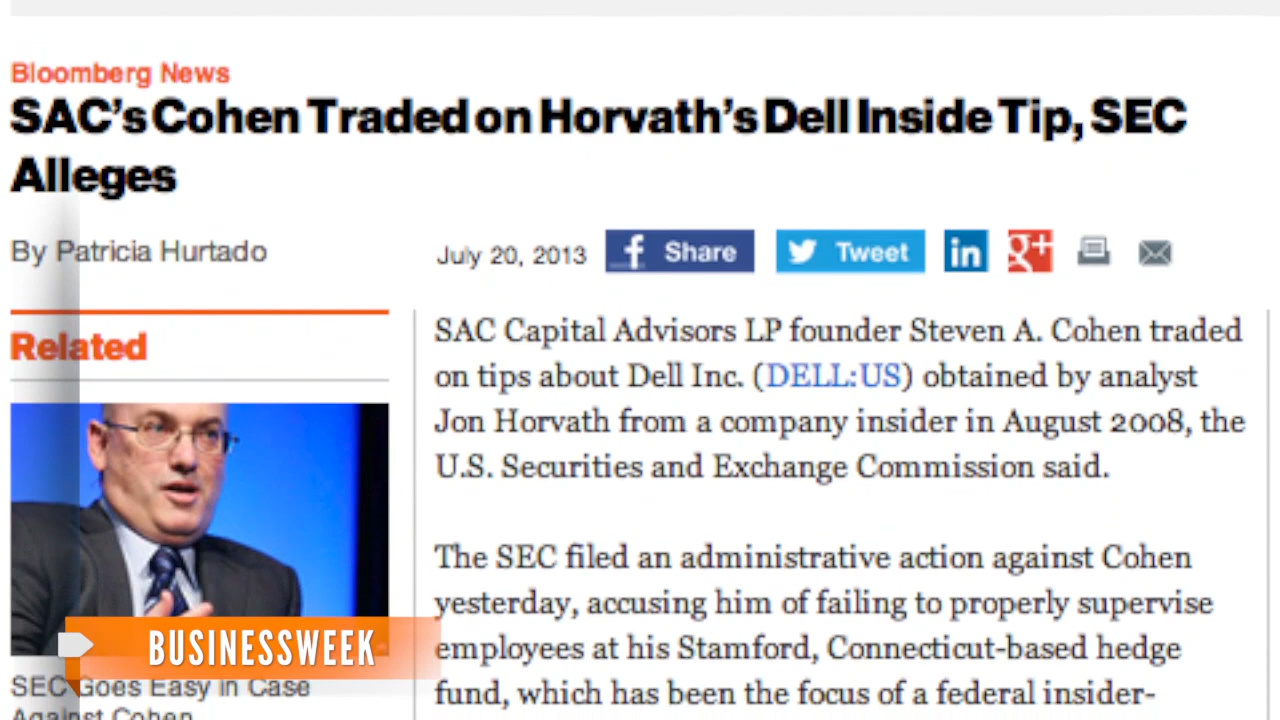 Bloomberg News
SAC's Cohen Traded on Horvath's Dell Inside Tip, SEC
Alleges
By Patricia Hurtado
July 20, 2013
Share
Tweet
in
g+
Related
SAC Capital Advisors LP founder Steven A. Cohen traded
on tips about Dell Inc. (DELL:US) obtained by analyst
Jon Horvath from a company insider in August 2008, the
U.S. Securities and Exchange Commission said.
The SEC filed an administrative action against Cohen
yesterday, accusing him of failing to properly supervise
employees at his Stamford, Connecticut-based hedge
fund, which has been the focus of a federal insider-
BUSINESSWEEK
SEC Goes Easy in Case
Against Cohen